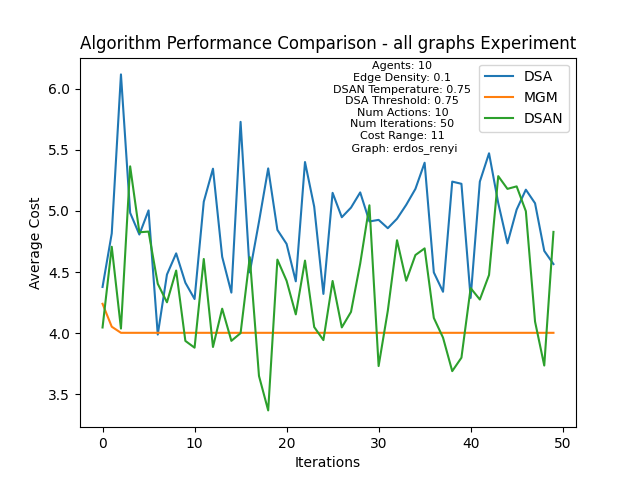 Algorithm Performance Comparison - all graphs Experiment
Agents: 10
Edge Density: 0.1
DSAN Temperature: 0.75
DSA Threshold: 0.75
Num Actions: 10
Num Iterations: 50
Cost Range: 11
Graph: erdos_renyi
DSA
MGM
DSAN
Average Cost
6.0
5.5
5.0
4.5
4.0
3.5
0 10 20 30 40 50
Iterations